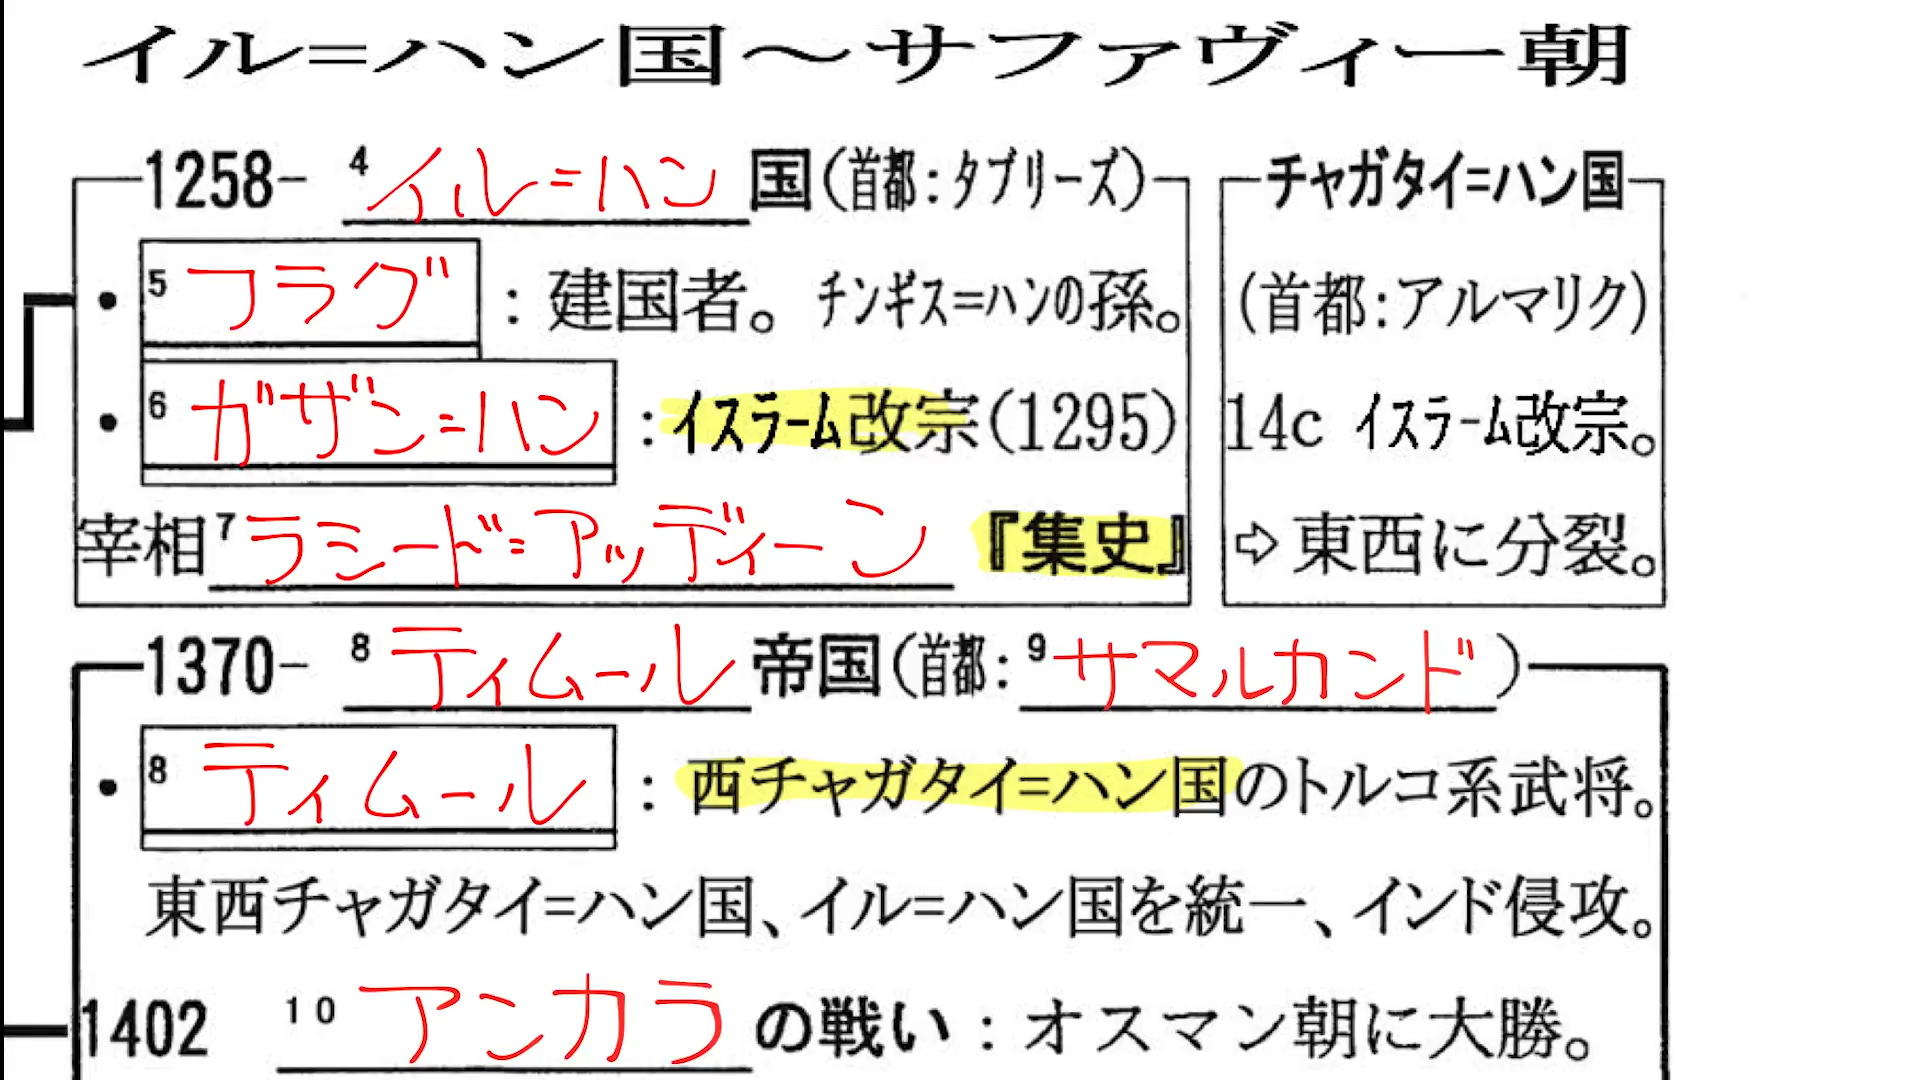 イル=ハン国～サファヴィー朝
1258- 4 イル=ハン国(首都:タブリーズ)
・5 フラグ:建国者。チンギス=ハンの孫。
・6 ガザン=ハン:イスラーム改宗(1295)
宰相7 ラシード=アッディーン『集史』
チャガタイ=ハン国
(首都:アルマリク)
14c イスラーム改宗。
⇨東西に分裂。
1370- 8 ティムール帝国(首都:9 サマルカンド)
・8 ティムール:西チャガタイ=ハン国のトルコ系武将。
東西チャガタイ=ハン国、イル=ハン国を統一、インド侵攻。
1402 10 アンカラの戦い:オスマン朝に大勝。